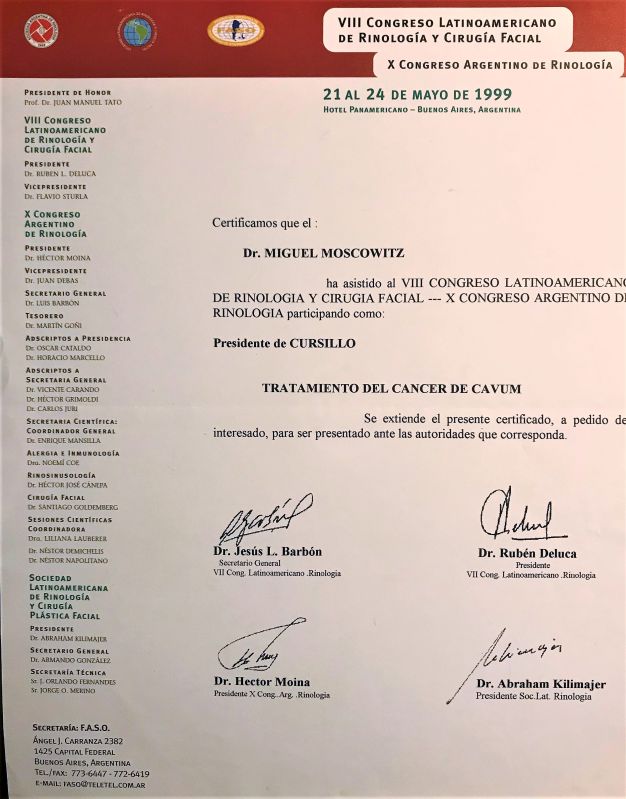 VIII Congreso Latinoamericano
de Rinología y Cirugía Facial
X Congreso Argentino de Rinología
21 al 24 de mayo de 1999
Hotel Panamericano – Buenos Aires, Argentina
FASO
Presidente de Honor
Prof. Dr. JUAN MANUEL TATO
VIII Congreso
Latinoamericano
de Rinología y
Cirugía Facial
Presidente
Dr. RUBEN L. DELUCA
Vicepresidente
Dr. FLAVIO STURLA
X Congreso
Argentino
de Rinología
Presidente
Dr. HÉCTOR MOINA
Vicepresidente
Dr. JUAN DEBAS
Secretario General
Dr. LUIS BARBÓN
Tesorero
Dr. MARTÍN GOÑI
Adscriptos a Presidencia
Dr. OSCAR CATALDO
Dr. HORACIO MARCELLO
Adscriptos a
Secretaria General
Dr. VICENTE CARANDO
Dr. HÉCTOR GRIMOLDI
Dr. CARLOS JURI
Secretaria Científica:
Coordinador General
Dr. ENRIQUE MANSILLA
Alergia e Inmunología
Dra. NOEMÍ COE
Rinosinusología
Dr. HÉCTOR JOSÉ CANEPA
Cirugía Facial
Dr. SANTIAGO GOLDEMBERG
Sesiones Científicas
Coordinadora
Dra. LILIANA LAUBERER
Dr. NÉSTOR DEMICHELIS
Dr. NÉSTOR NAPOLITANO
Sociedad
Latinoamericana
de Rinología
y Cirugía
Plástica Facial
Presidente
Dr. ABRAHAM KILIMAJER
Secretario General
Dr. ARMANDO GONZÁLEZ
Secretaría Técnica
Sr. J. ORLANDO FERNANDES
Sr. JORGE O. MERINO
Secretaría: F.A.S.O.
Ángel J. Carranza 2382
1425 Capital Federal
Buenos Aires, Argentina
Tel./Fax: 773-6447 - 772-6419
e-mail: faso@teletel.com.ar
Certificamos que el :
Dr. MIGUEL MOSCOWITZ
ha asistido al VIII CONGRESO LATINOAMERICANO
DE RINOLOGIA Y CIRUGIA FACIAL --- X CONGRESO ARGENTINO DE
RINOLOGIA participando como:
Presidente de CURSILLO
TRATAMIENTO DEL CANCER DE CAVUM
Se extiende el presente certificado, a pedido de
interesado, para ser presentado ante las autoridades que corresponda.
Dr. Jesús L. Barbón
Secretario General
VII Cong. Latinoamericano .Rinologia
Dr. Rubén Deluca
Presidente
VII Cong. Latinoamericano .Rinologia
Dr. Hector Moina
Presidente X Cong. Arg. .Rinologia
Dr. Abraham Kilimajer
Presidente Soc.Lat. Rinologia